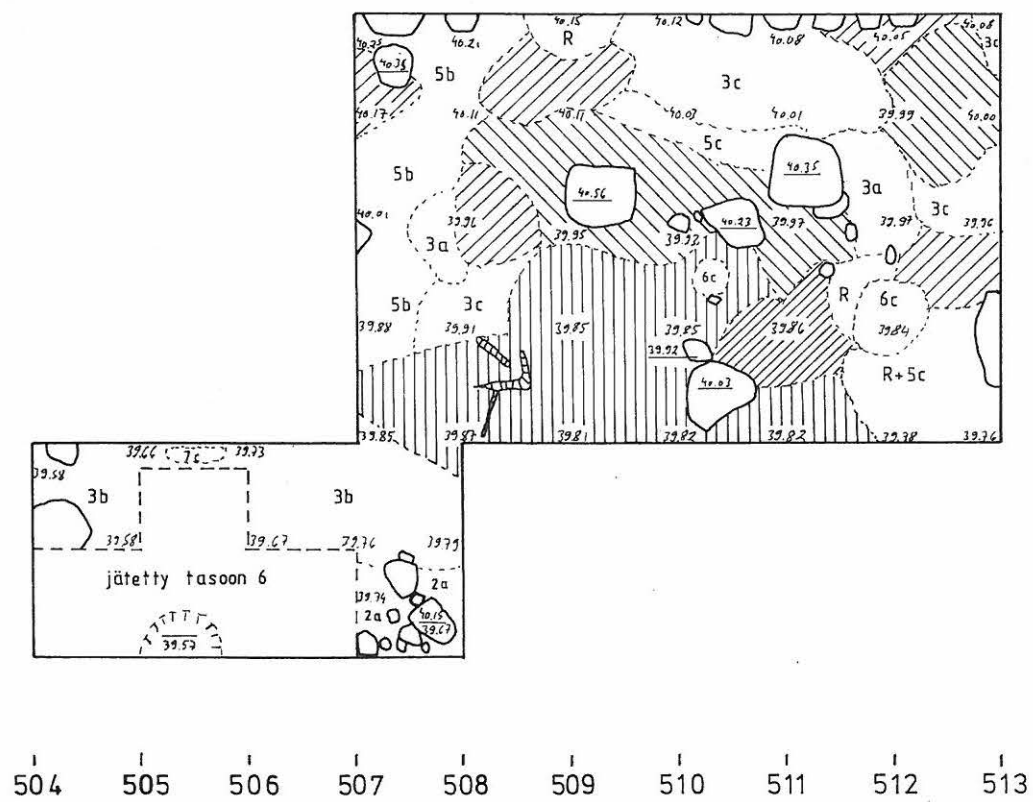 40.15 40.12 40.08
40.25 40.21 R 40.08 40.05 3c
40.36 5b 3c
40.17 40.11 40.11 40.03 40.01 39.99 40.00
5c
5b 40.56 40.35 3a
40.01 39.96 40.23 39.97 39.97 3c 39.96
3a 39.95 39.92
6c
5b 3c R 6c
39.88 39.91 39.85 39.85 39.86 39.84
39.92
40.03 R+5c
39.85 39.87 39.81 39.82 39.82 39.78 39.76
39.66 39.73
39.58
3b 3b
39.58 39.67 39.76 39.79
jätetty tasoon 6 2a
39.74
2a 40.15
39.67
39.57
504 505 506 507 508 509 510 511 512 513